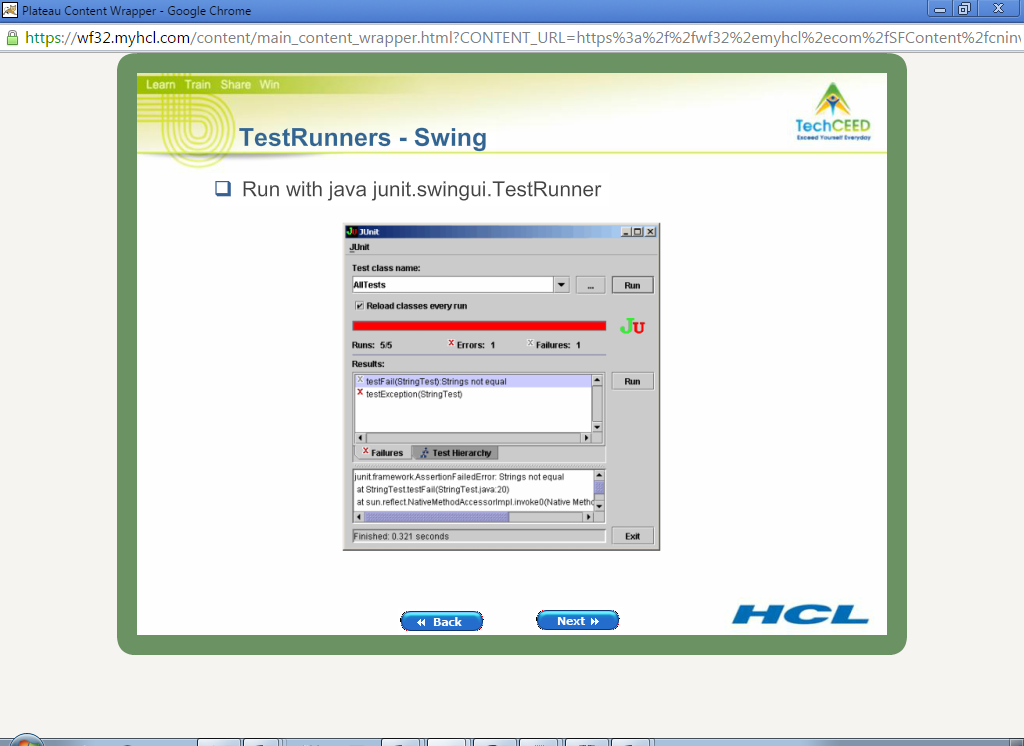 Plateau Content Wrapper - Google Chrome
https://wf32.myhcl.com/content/main_content_wrapper.html?CONTENT_URL=https%3a%2f%2fwf32%2emyhcl%2ecom%2fSFContent%2fcninv
Learn Train Share Win
TechCEED
Exceed Yourself Everyday
TestRunners - Swing
Run with java junit.swingui.TestRunner
JU JUnit
JUnit
Test class name:
AllTests
... Run
Reload classes every run
JU
Runs: 5/5 X Errors: 1 X Failures: 1
Results:
X testFail(StringTest):Strings not equal
Run
X testException(StringTest)
X Failures Test Hierarchy
junit.framework.AssertionFailedError: Strings not equal
at StringTest.testFail(StringTest.java:20)
at sun.reflect.NativeMethodAccessorImpl.invoke0(Native Metho
Finished: 0.321 seconds
Exit
Back Next
HCL